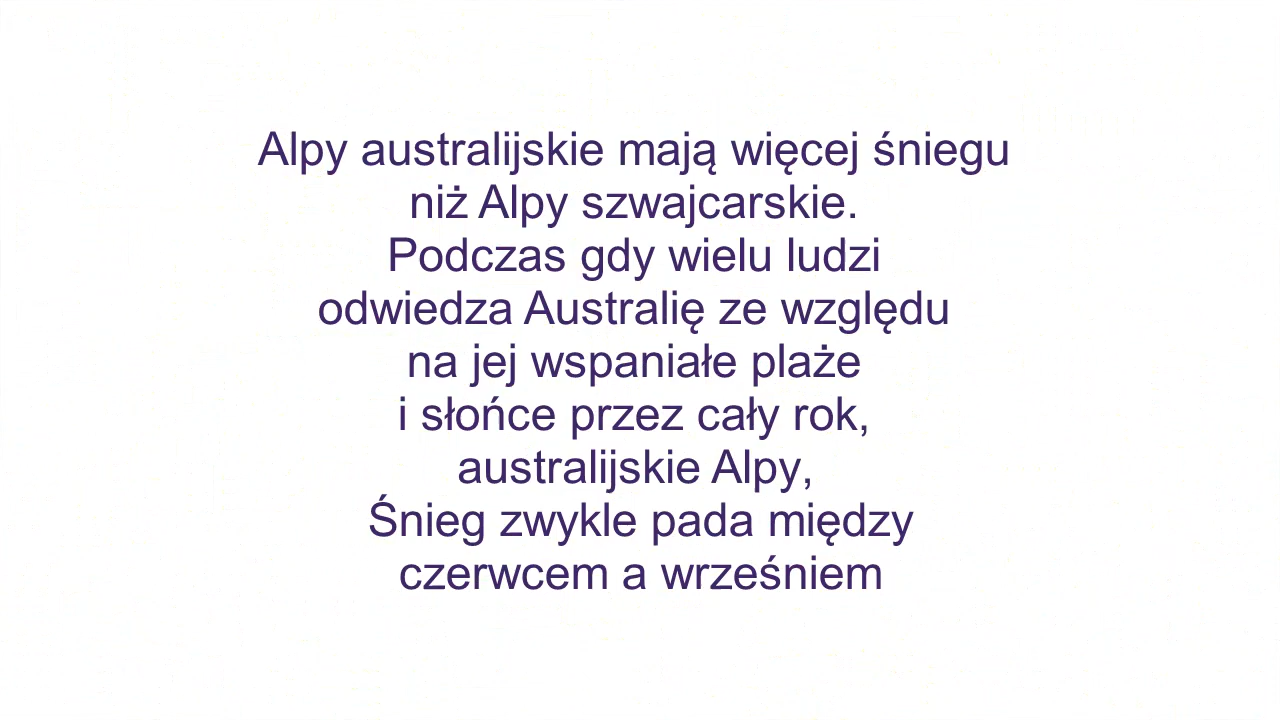 Alpy australijskie mają więcej śniegu
niż Alpy szwajcarskie.
Podczas gdy wielu ludzi
odwiedza Australię ze względu
na jej wspaniałe plaże
i słońce przez cały rok,
australijskie Alpy,
Śnieg zwykle pada między
czerwcem a wrześniem